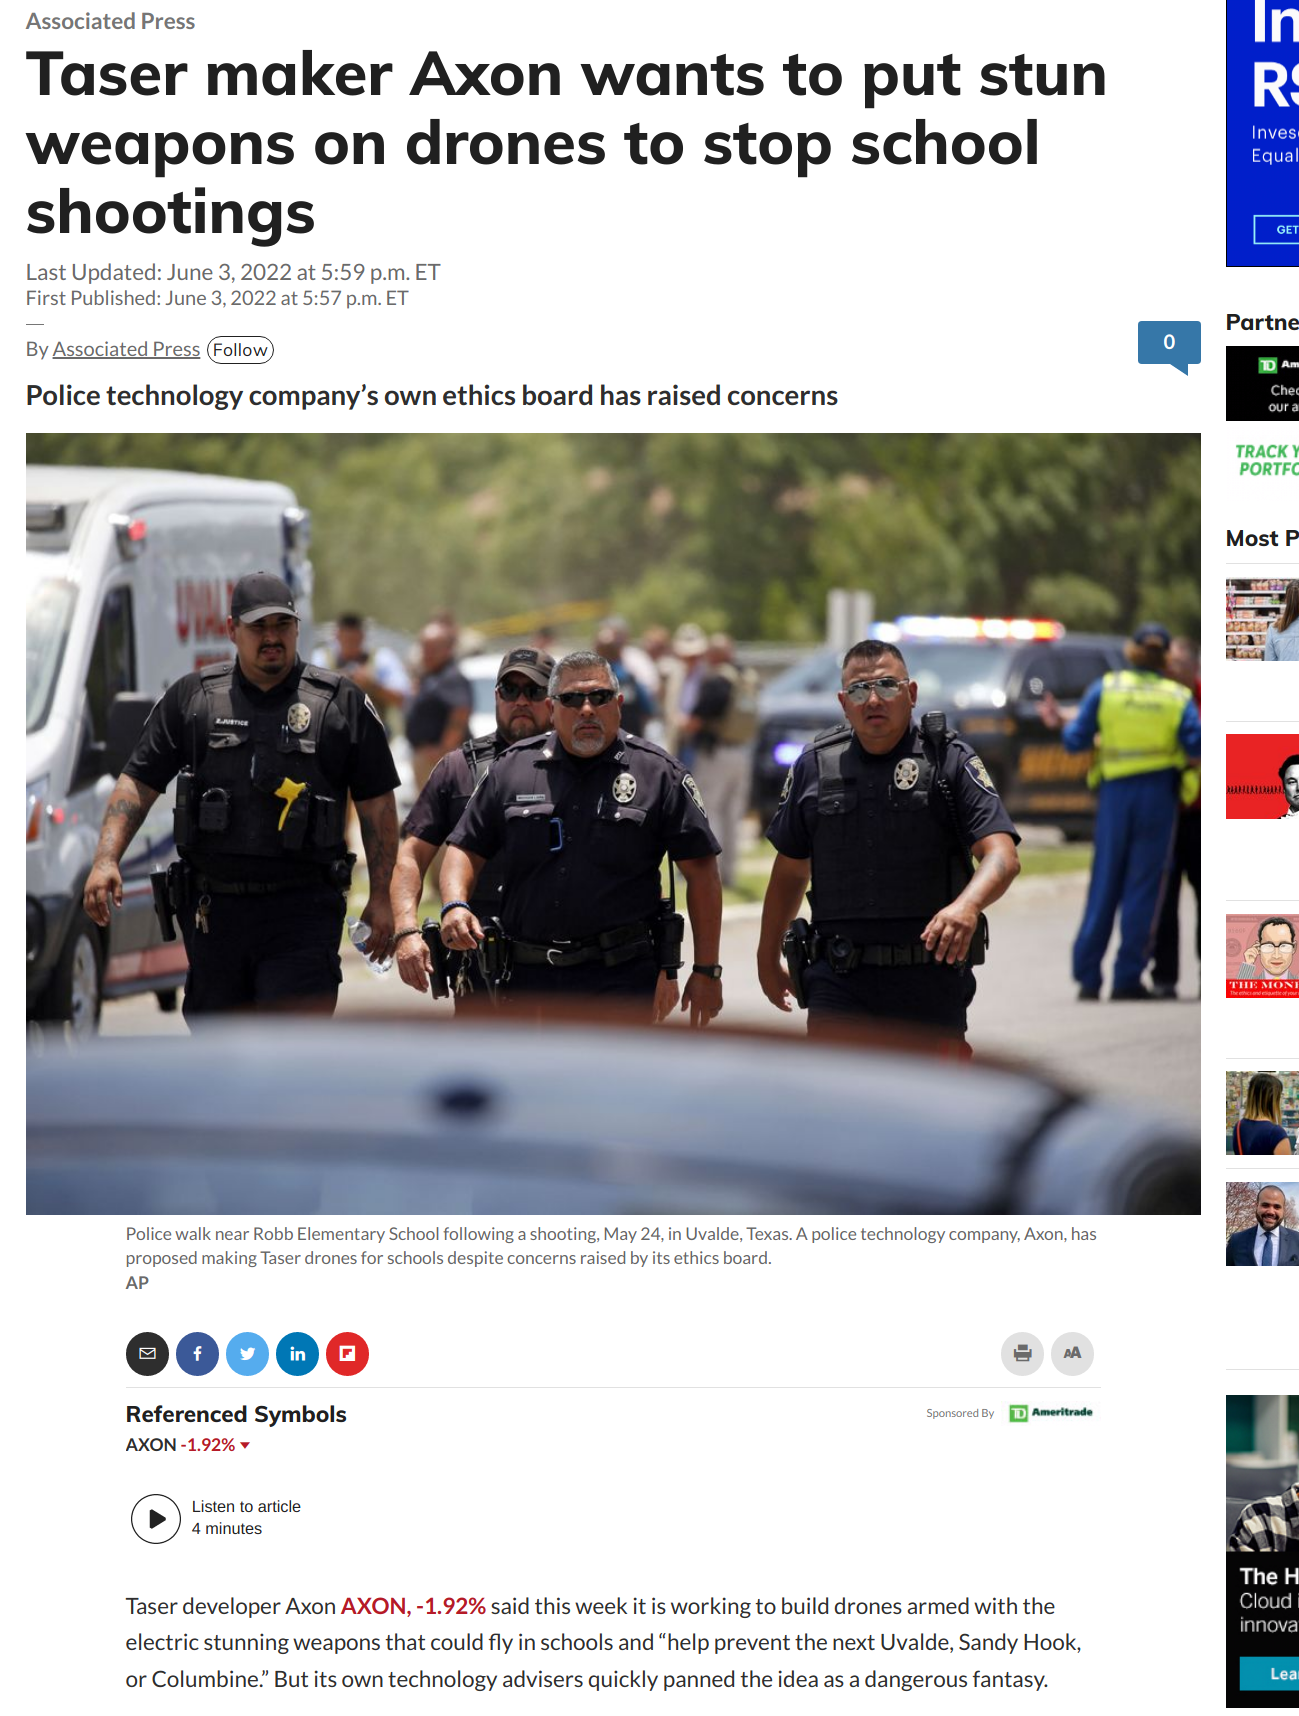 Associated Press
Taser maker Axon wants to put stun
weapons on drones to stop school
shootings
Last Updated: June 3, 2022 at 5:59 p.m. ET
First Published: June 3, 2022 at 5:57 p.m. ET
By Associated Press Follow
0
Police technology company’s own ethics board has raised concerns
Z.JUSTICE
Police walk near Robb Elementary School following a shooting, May 24, in Uvalde, Texas. A police technology company, Axon, has
proposed making Taser drones for schools despite concerns raised by its ethics board.
AP
f
in
AA
Referenced Symbols
Sponsored By TD Ameritrade
AXON -1.92%
Listen to article
4 minutes
Taser developer Axon AXON, -1.92% said this week it is working to build drones armed with the
electric stunning weapons that could fly in schools and “help prevent the next Uvalde, Sandy Hook,
or Columbine.” But its own technology advisers quickly panned the idea as a dangerous fantasy.
In
RS
Inves
Equal
GET
Partne
TD Am
Chec
our a
TRACK Y
PORTFO
Most P
THE MONE
The H
Cloud i
innova
Lea